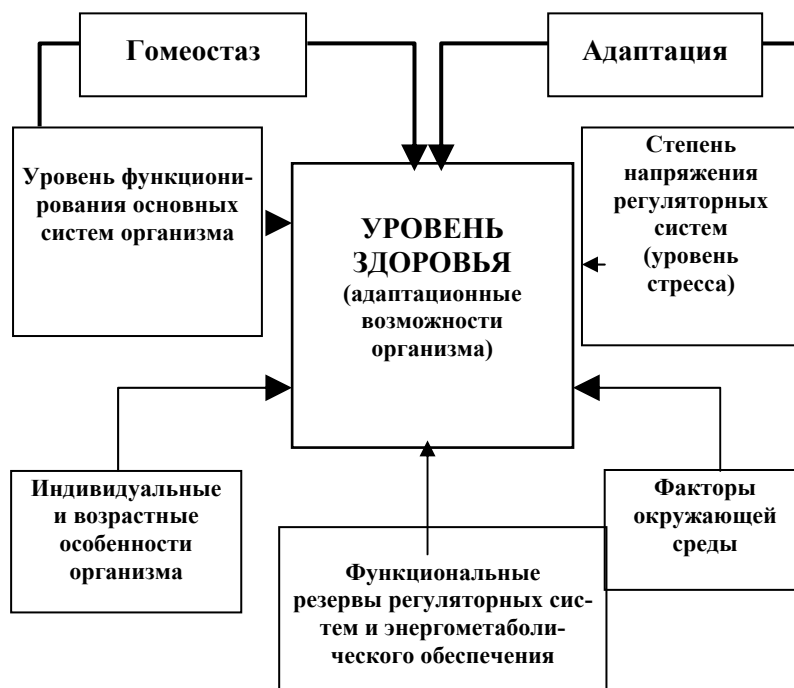 Гомеостаз
Адаптация
Уровень функциони-
рования основных
систем организма
УРОВЕНЬ
ЗДОРОВЬЯ
(адаптационные
возможности
организма)
Степень
напряжения
регуляторных
систем
(уровень
стресса)
Индивидуальные
и возрастные
особенности
организма
Функциональные
резервы регуляторных сис-
тем и энергометаболи-
ческого обеспечения
Факторы
окружающей
среды